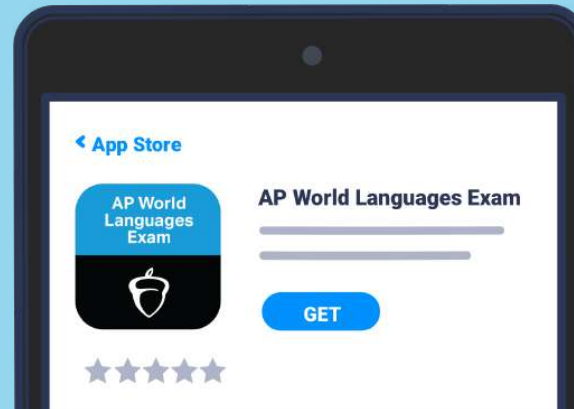 App Store
AP World
Languages
Exam
AP World Languages Exam
GET